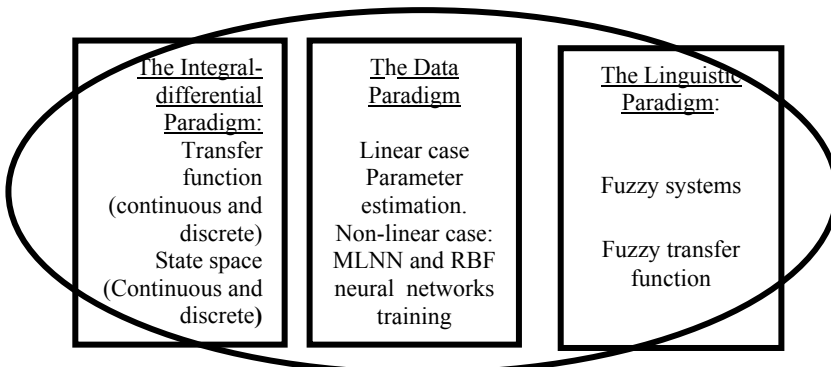 The Integral-
differential
Paradigm:
Transfer
function
(continuous and
discrete)
State space
(Continuous and
discrete)
The Data
Paradigm
Linear case
Parameter
estimation.
Non-linear case:
MLNN and RBF
neural networks
training
The Linguistic
Paradigm:
Fuzzy systems
Fuzzy transfer
function